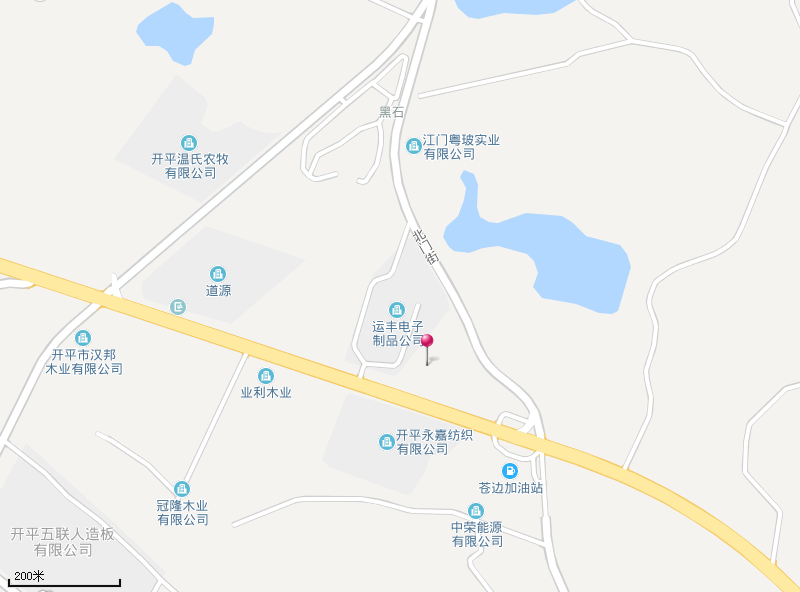 黑石
江门粤玻实业
有限公司
开平温氏农牧
有限公司
北门街
道源
运丰电子
制品公司
开平市汉邦
木业有限公司
业利木业
开平永嘉纺织
有限公司
苍边加油站
冠隆木业
有限公司
中荣能源
有限公司
开平五联人造板
有限公司
200米